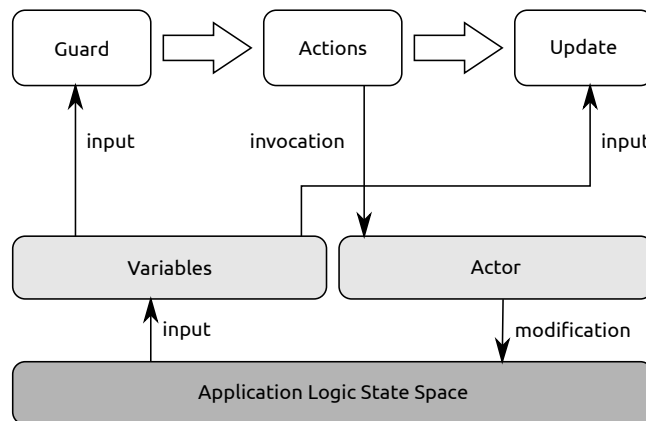 Guard
Actions
Update
input
invocation
input
Variables
Actor
input
modification
Application Logic State Space